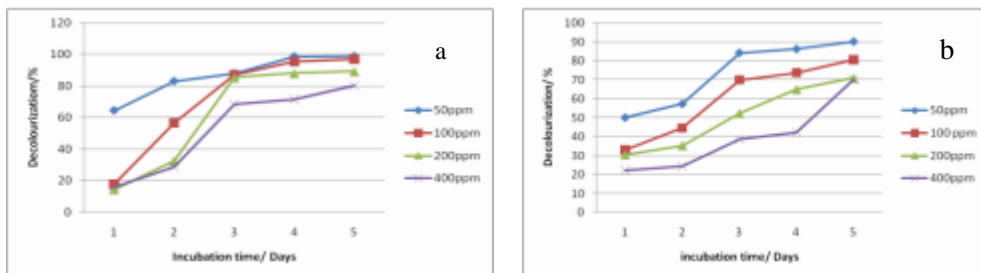 120
100
80
60
40
20
0
Decolourization/%
1 2 3 4 5
Incubation time/ Days
a
50ppm
100ppm
200ppm
400ppm
100
90
80
70
60
50
40
30
20
10
0
Decolourization/ %
1 2 3 4 5
incubation time/ Days
b
50ppm
100ppm
200ppm
400ppm